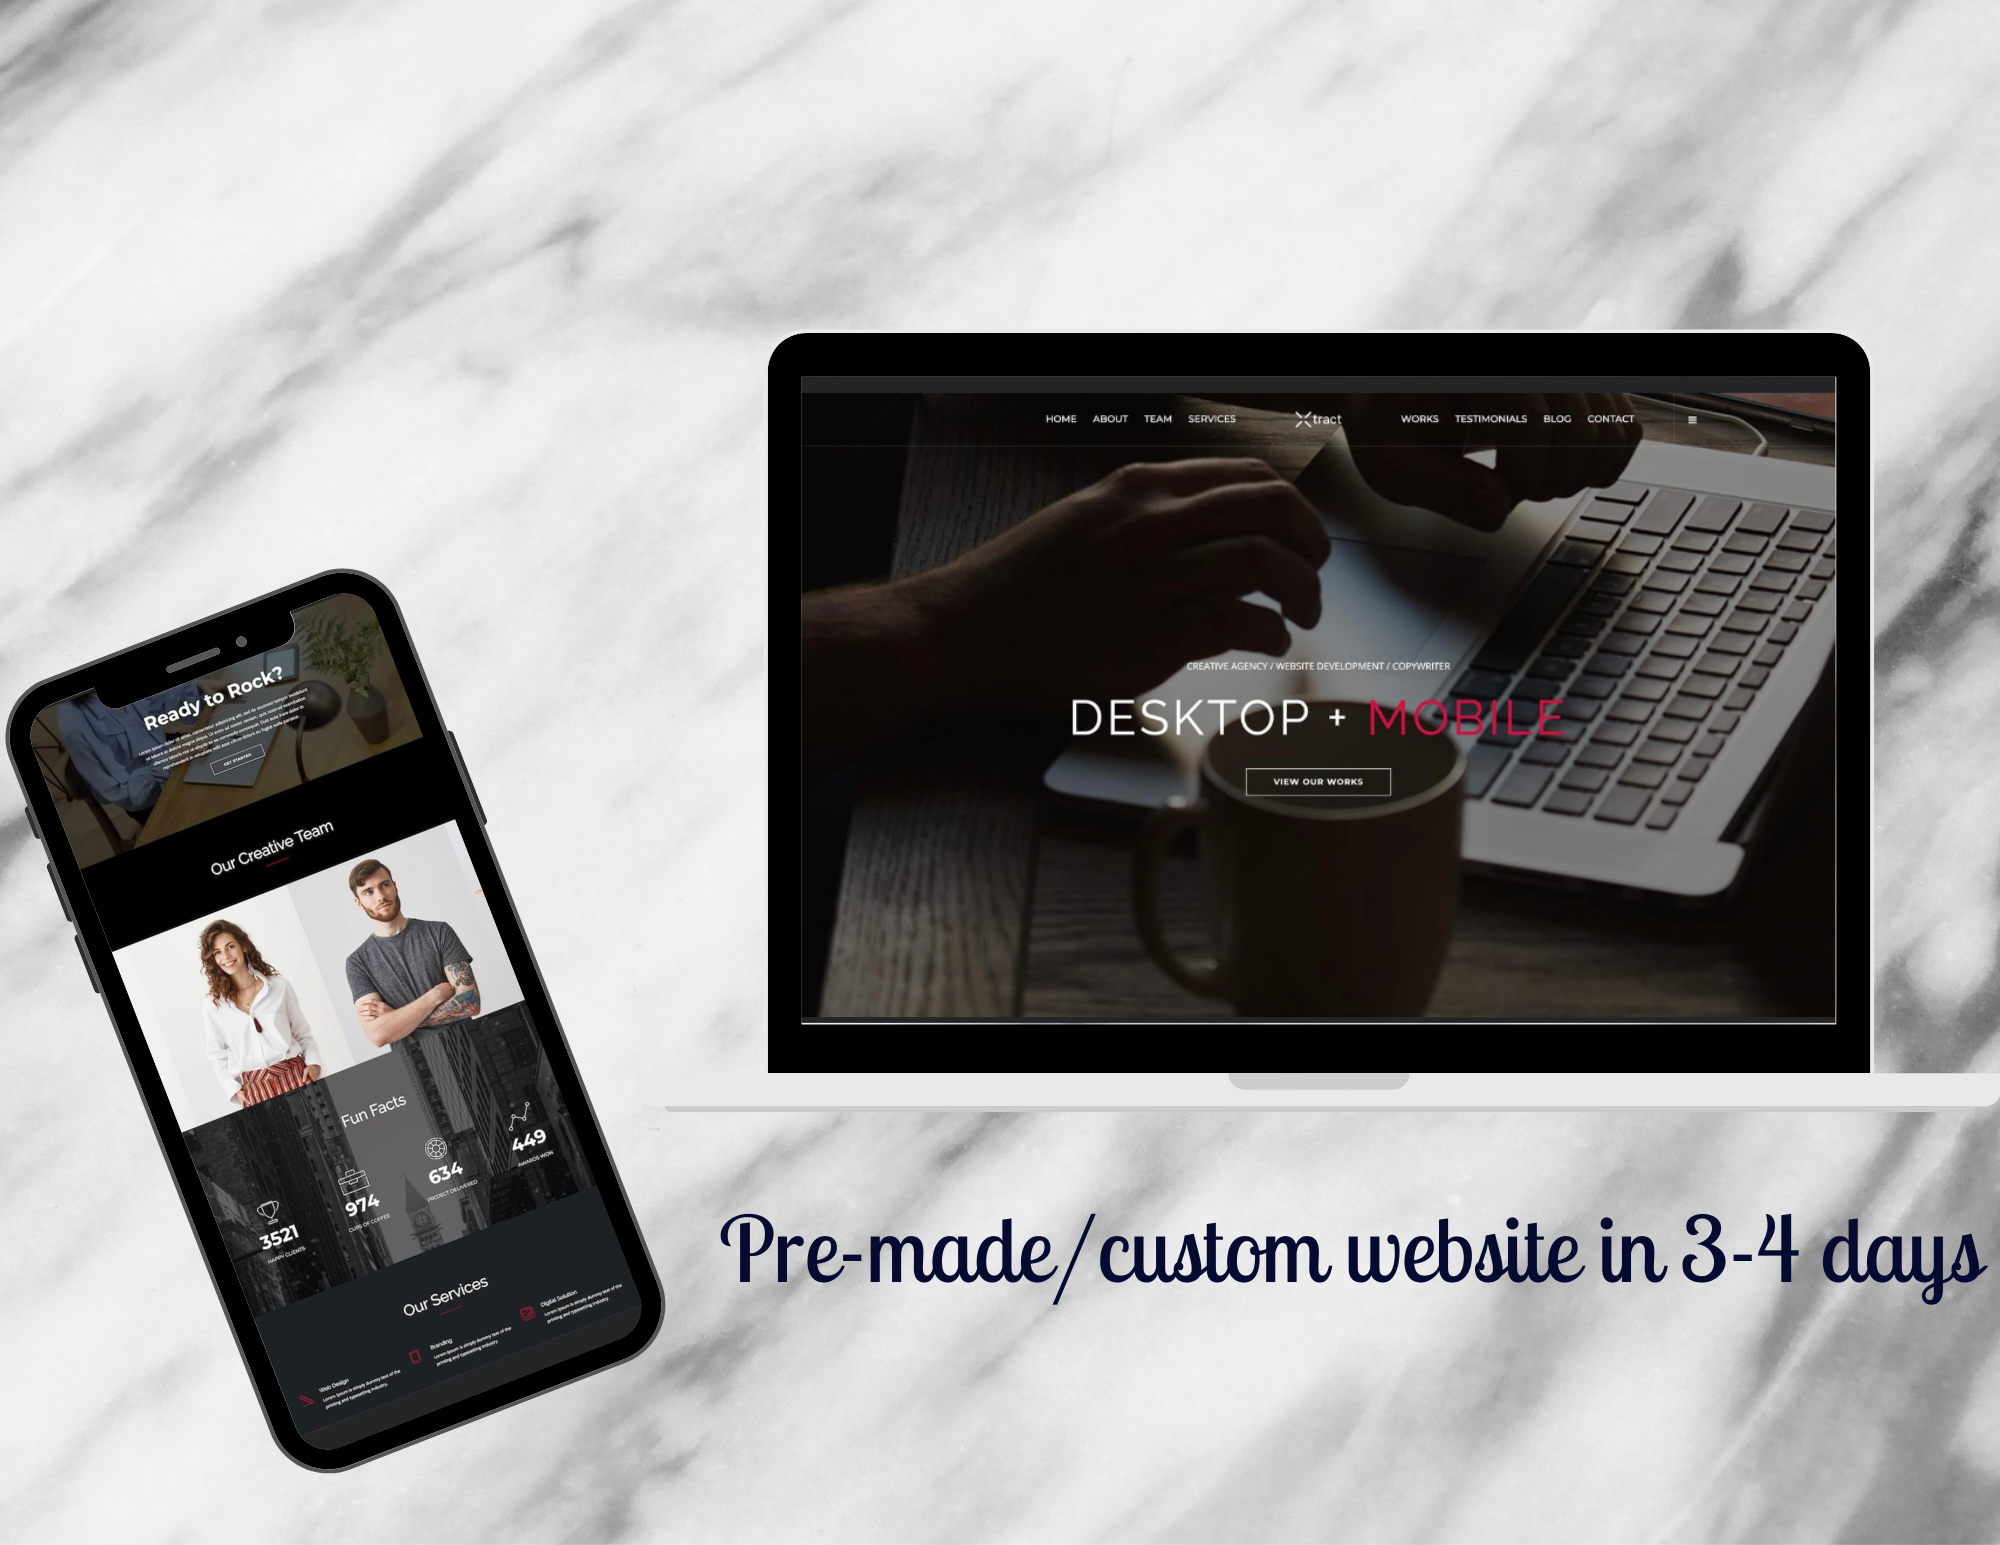 HOME ABOUT TEAM SERVICES Xtract WORKS TESTIMONIALS BLOG CONTACT
CREATIVE AGENCY / WEBSITE DEVELOPMENT / COPYWRITER
DESKTOP + MOBILE
VIEW OUR WORKS
Ready to Rock?
GET STARTED
Our Creative Team
Fun Facts
3521
HAPPY CLIENTS
974
CUPS OF COFFEE
634
PROJECT DELIVERED
449
AWARDS WON
Our Services
Web Design
Lorem Ipsum is simply dummy text of the
printing and typesetting industry.
Branding
Lorem Ipsum is simply dummy text of the
printing and typesetting industry.
Digital Solution
Lorem Ipsum is simply dummy text of the
printing and typesetting industry.
Pre-made/custom website in 3-4 days